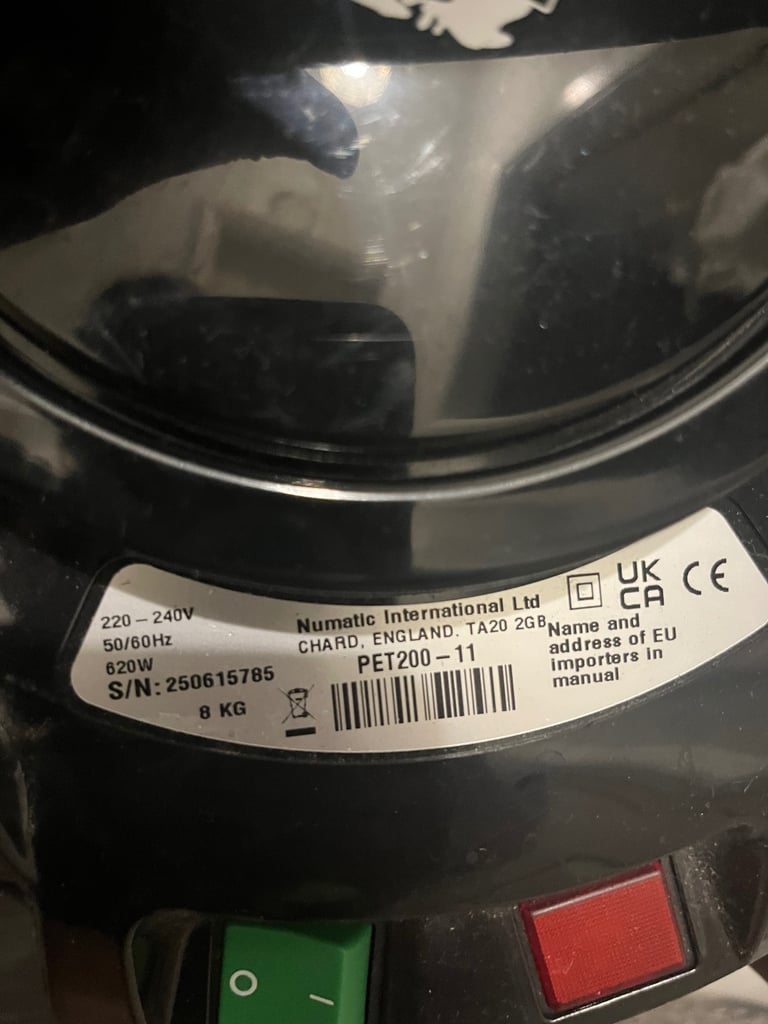 220 – 240V
50/60Hz
620W
S/N: 250615785
8 KG
Numatic International Ltd
CHARD, ENGLAND. TA20 2GB
PET200-11
UK
CA
CE
Name and
address of EU
importers in
manual
O
I